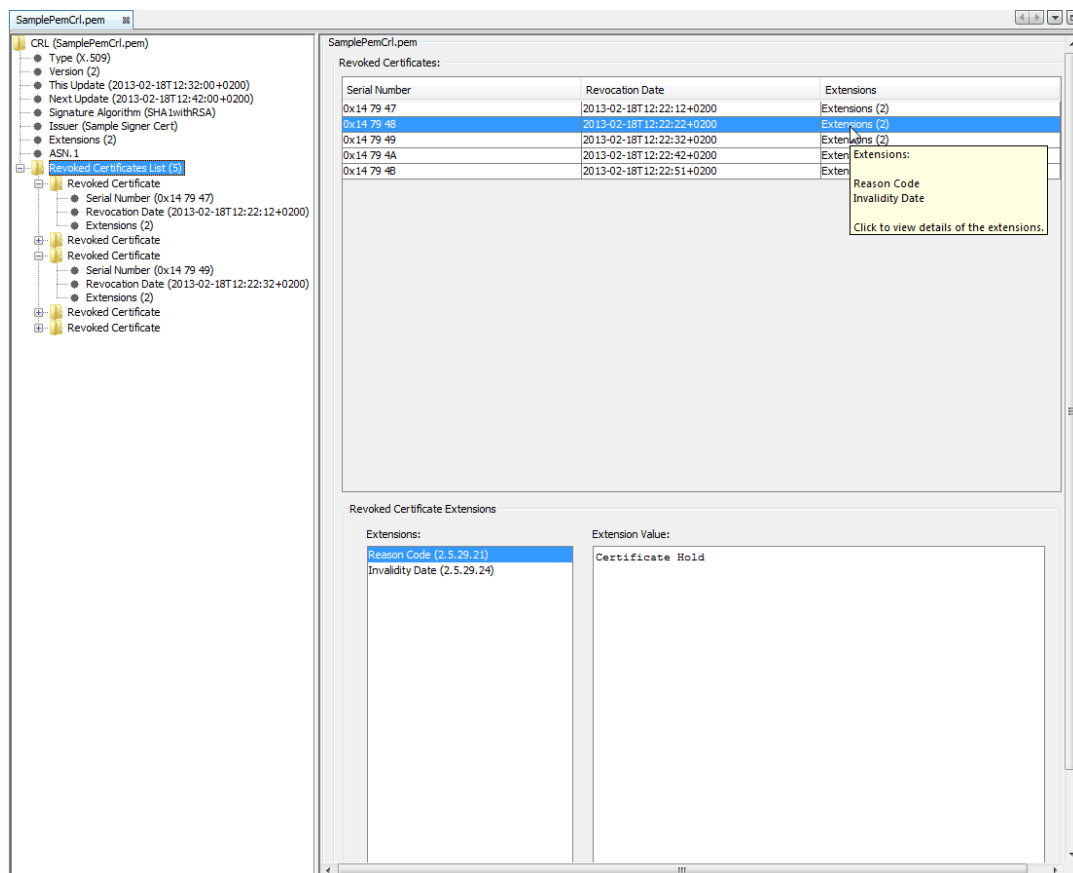 SamplePemCrl.pem
CRL (SamplePemCrl.pem)
Type (X.509)
Version (2)
This Update (2013-02-18T12:32:00+0200)
Next Update (2013-02-18T12:42:00+0200)
Signature Algorithm (SHA1withRSA)
Issuer (Sample Signer Cert)
Extensions (2)
ASN.1
Revoked Certificates List (5)
Revoked Certificate
Serial Number (0x14 79 47)
Revocation Date (2013-02-18T12:22:12+0200)
Extensions (2)
Revoked Certificate
Revoked Certificate
Serial Number (0x14 79 49)
Revocation Date (2013-02-18T12:22:32+0200)
Extensions (2)
Revoked Certificate
Revoked Certificate
SamplePemCrl.pem
Revoked Certificates:
Serial Number Revocation Date Extensions
0x14 79 47 2013-02-18T12:22:12+0200 Extensions (2)
0x14 79 48 2013-02-18T12:22:22+0200 Extensions (2)
0x14 79 49 2013-02-18T12:22:32+0200 Extensions (2)
0x14 79 4A 2013-02-18T12:22:42+0200 Exten
0x14 79 4B 2013-02-18T12:22:51+0200 Exten
Extensions:
Reason Code
Invalidity Date
Click to view details of the extensions.
Revoked Certificate Extensions
Extensions: Extension Value:
Reason Code (2.5.29.21) Certificate Hold
Invalidity Date (2.5.29.24)